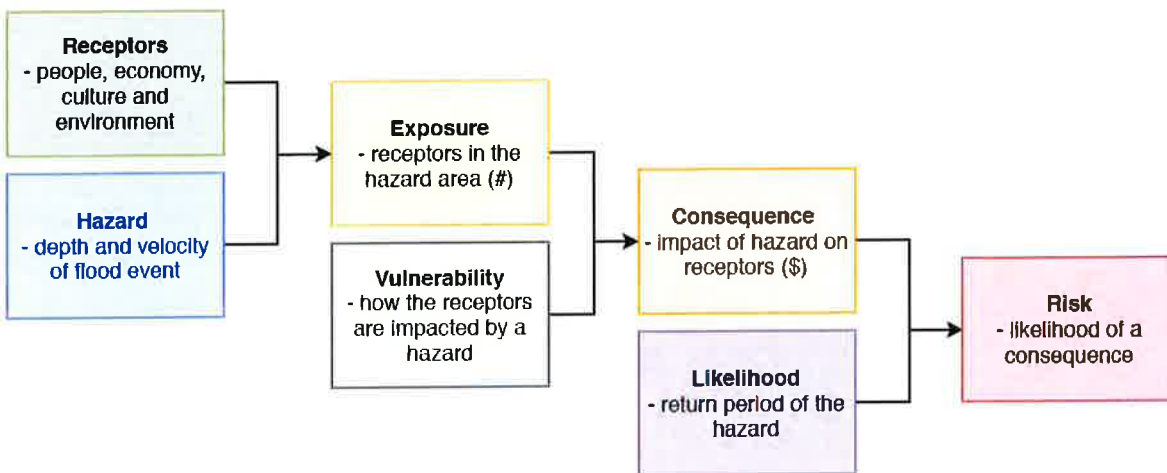 Receptors
- people, economy,
culture and
environment
Hazard
- depth and velocity
of flood event
Exposure
- receptors in the
hazard area (#)
Vulnerability
- how the receptors
are impacted by a
hazard
Consequence
- impact of hazard on
receptors ($)
Likelihood
- return period of the
hazard
Risk
- likelihood of a
consequence